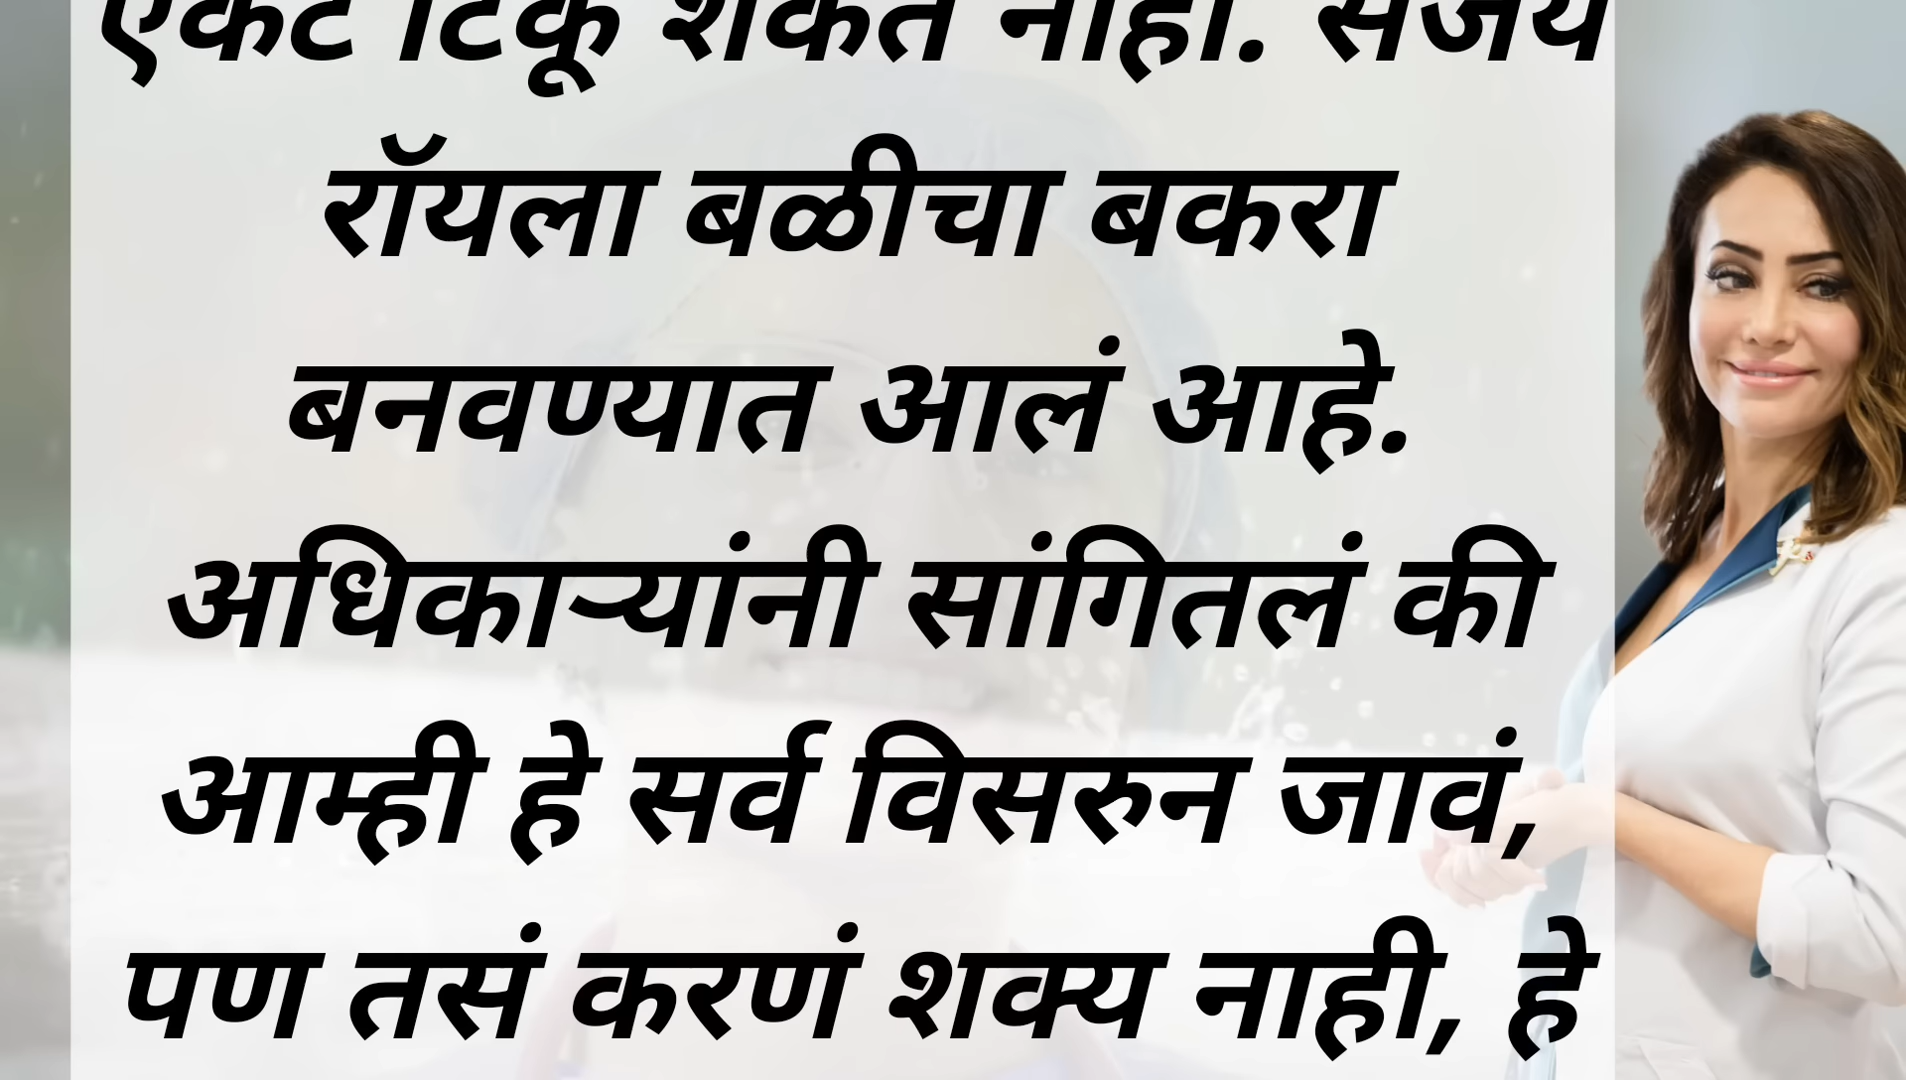 एकट टिकू शकत नाही. संजय
रॉयला बळीचा बकरा
बनवण्यात आलं आहे.
अधिकाऱ्यांनी सांगितलं की
आम्ही हे सर्व विसरुन जावं,
पण तसं करणं शक्य नाही, हे